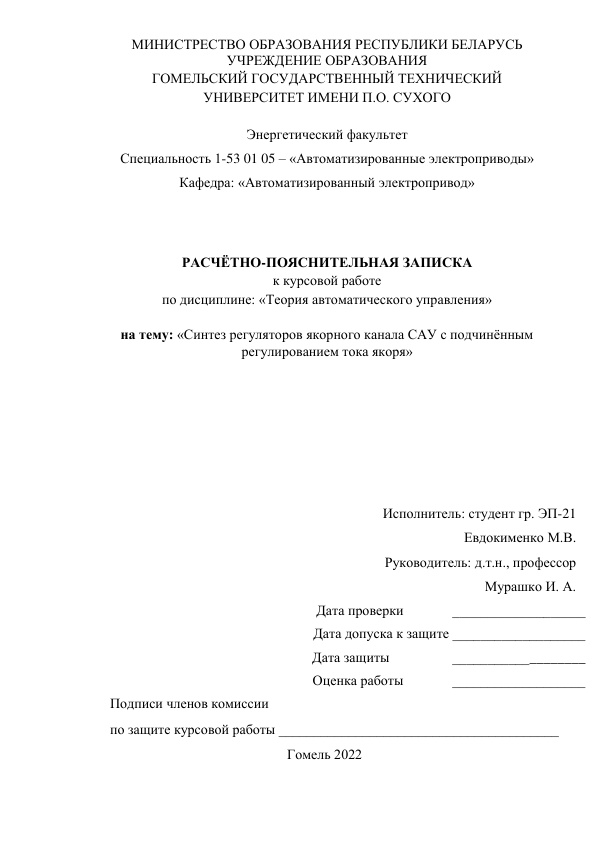 МИНИСТРЕСТВО ОБРАЗОВАНИЯ РЕСПУБЛИКИ БЕЛАРУСЬ
УЧРЕЖДЕНИЕ ОБРАЗОВАНИЯ
ГОМЕЛЬСКИЙ ГОСУДАРСТВЕННЫЙ ТЕХНИЧЕСКИЙ
УНИВЕРСИТЕТ ИМЕНИ П.О. СУХОГО
Энергетический факультет
Специальность 1-53 01 05 – «Автоматизированные электроприводы»
Кафедра: «Автоматизированный электропривод»
РАСЧЁТНО-ПОЯСНИТЕЛЬНАЯ ЗАПИСКА
к курсовой работе
по дисциплине: «Теория автоматического управления»
на тему: «Синтез регуляторов якорного канала САУ с подчинённым
регулированием тока якоря»
Исполнитель: студент гр. ЭП-21
Евдокименко М.В.
Руководитель: д.т.н., профессор
Мурашко И. А.
Дата проверки ___________________
Дата допуска к защите ___________________
Дата защиты ___________________
Оценка работы ___________________
Подписи членов комиссии
по защите курсовой работы ________________________________________
Гомель 2022